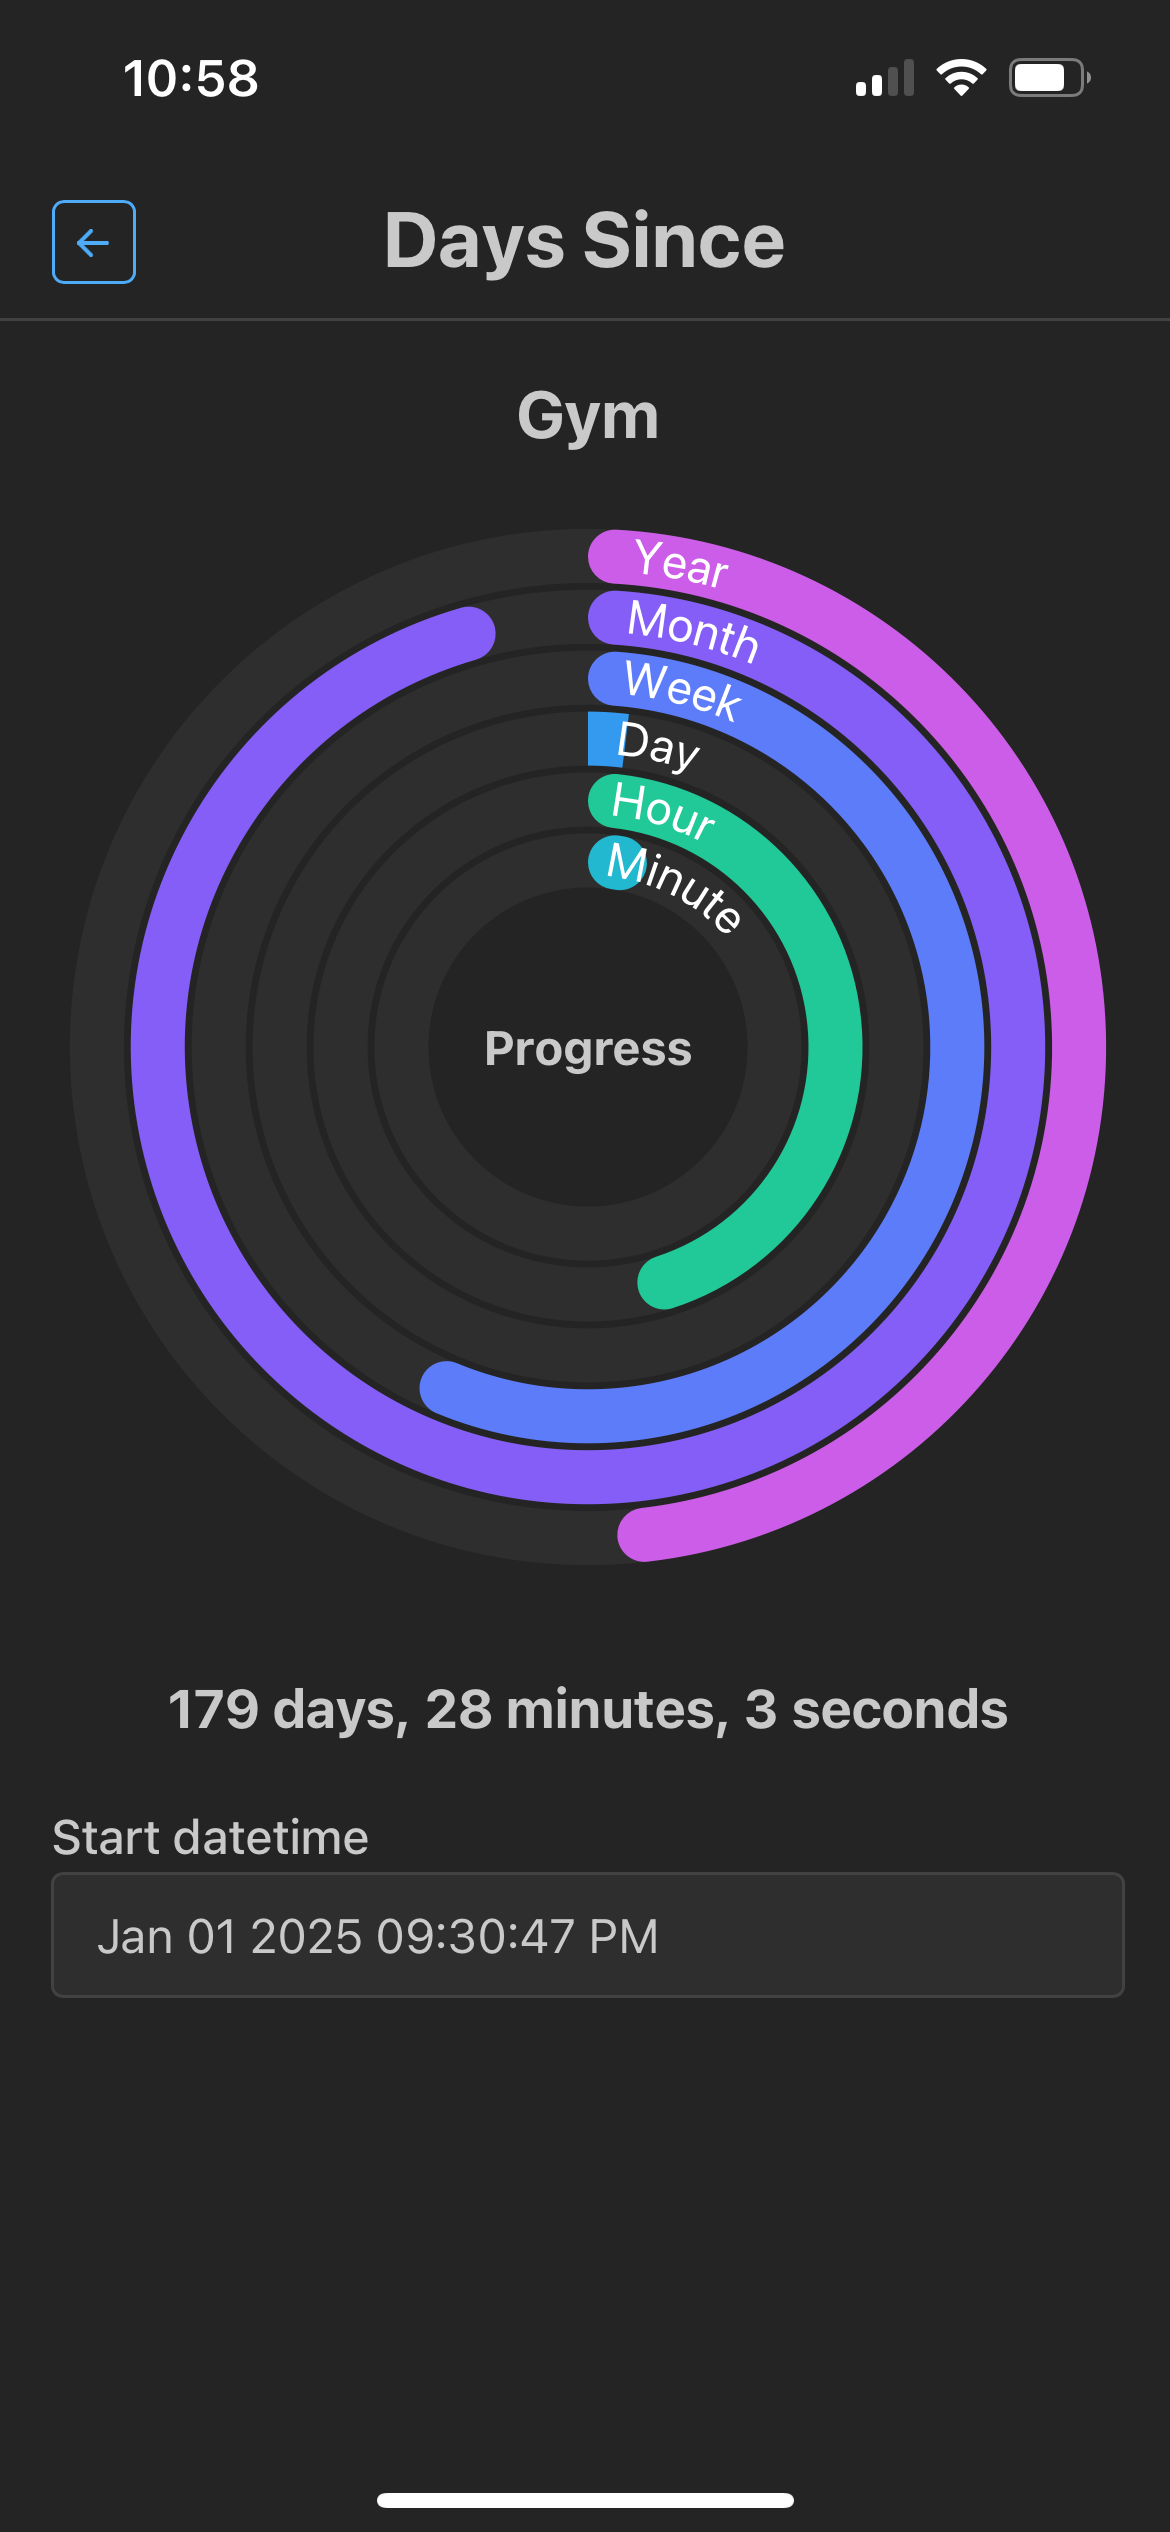 10:58
Days Since
Gym
Year
Month
Week
Day
Hour
Minute
Progress
179 days, 28 minutes, 3 seconds
Start datetime
Jan 01 2025 09:30:47 PM